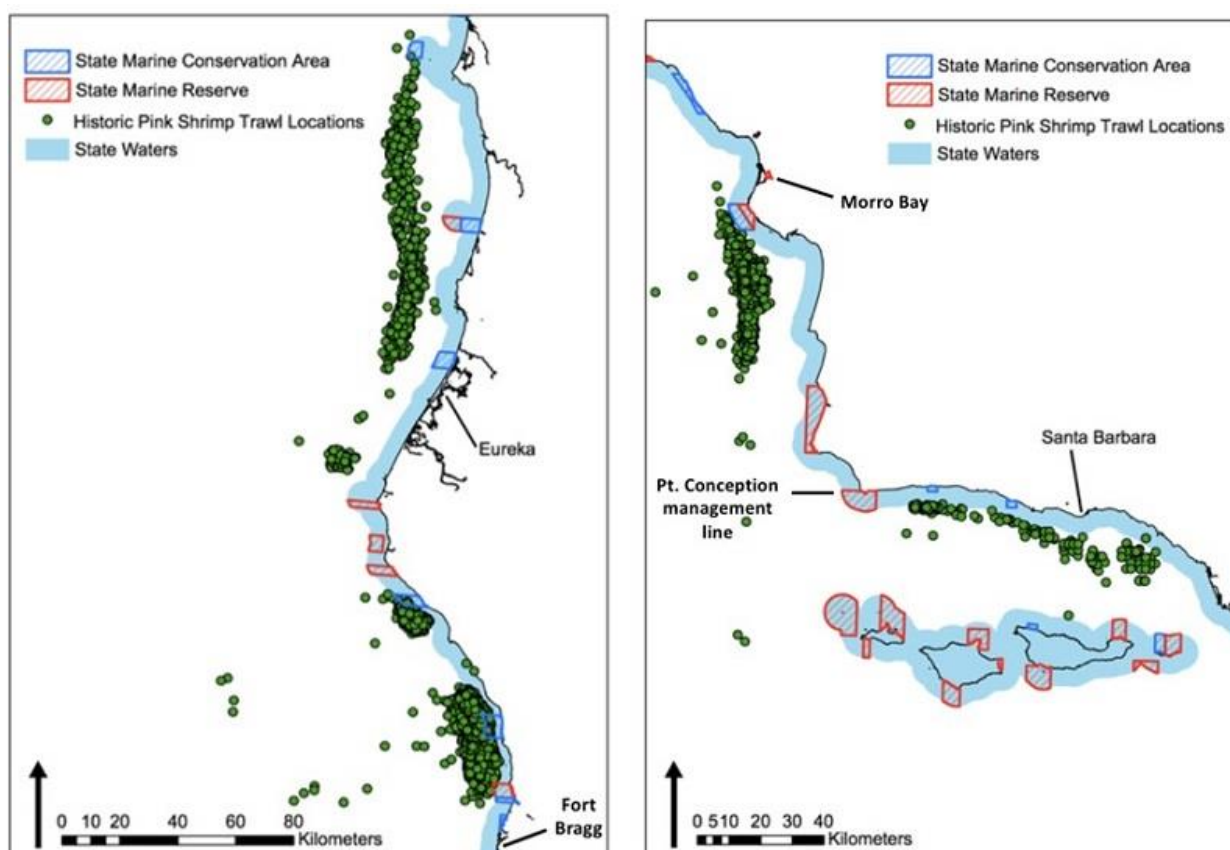 State Marine Conservation Area
State Marine Reserve
Historic Pink Shrimp Trawl Locations
State Waters
Eureka
Fort
Bragg
0 10 20 40 60 80
Kilometers
State Marine Conservation Area
State Marine Reserve
Historic Pink Shrimp Trawl Locations
State Waters
Morro Bay
Santa Barbara
Pt. Conception
management
line
0 5 10 20 30 40
Kilometers